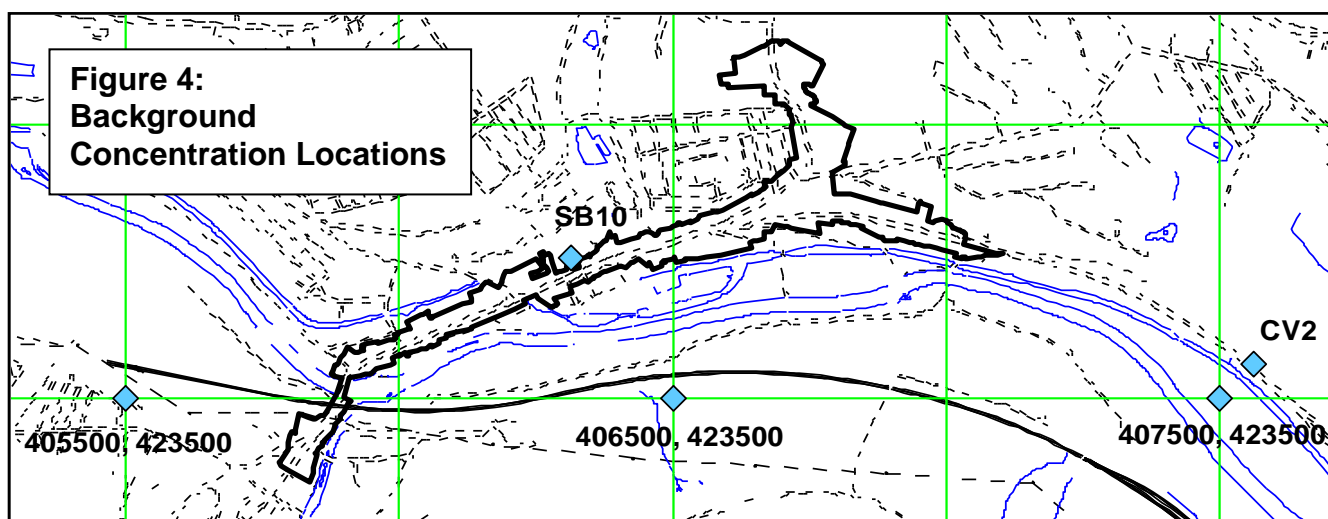 Figure 4:
Background
Concentration Locations
SB10
CV2
405500, 423500
406500, 423500
407500, 423500